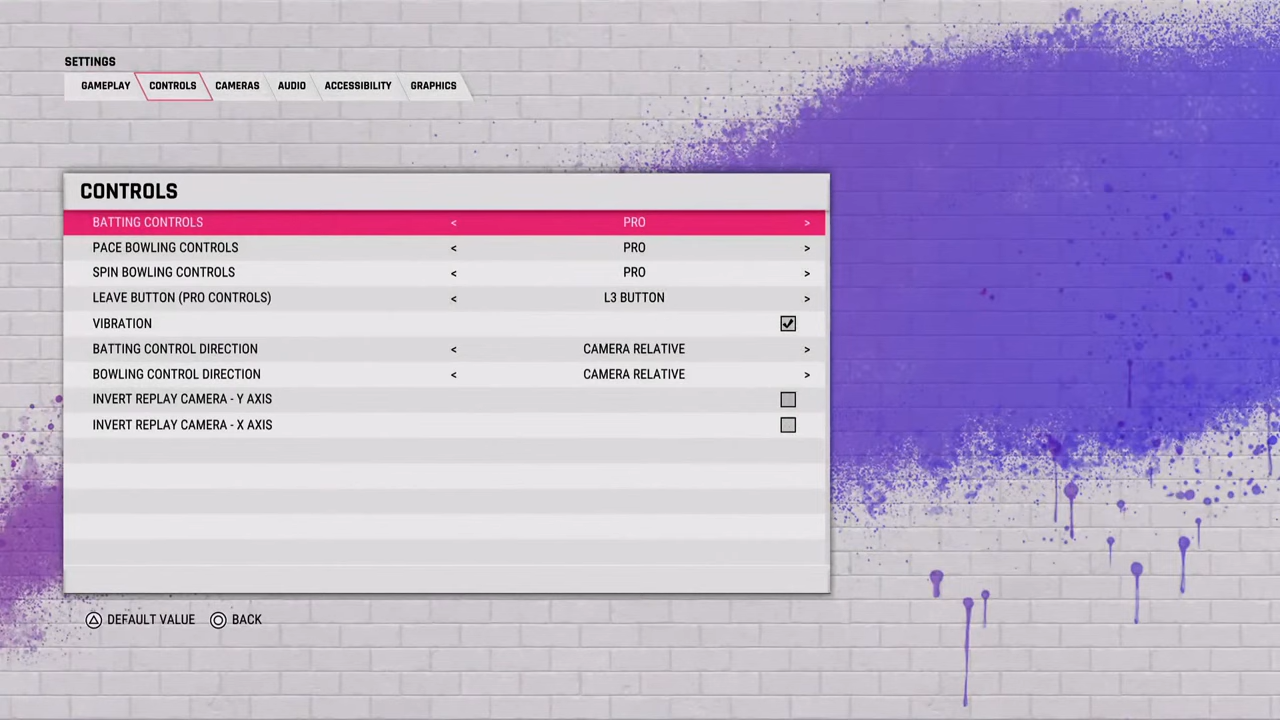 SETTINGS
GAMEPLAY CONTROLS CAMERAS AUDIO ACCESSIBILITY GRAPHICS
CONTROLS
BATTING CONTROLS < PRO >
PACE BOWLING CONTROLS < PRO >
SPIN BOWLING CONTROLS < PRO >
LEAVE BUTTON (PRO CONTROLS) < L3 BUTTON >
VIBRATION
BATTING CONTROL DIRECTION < CAMERA RELATIVE >
BOWLING CONTROL DIRECTION < CAMERA RELATIVE >
INVERT REPLAY CAMERA - Y AXIS
INVERT REPLAY CAMERA - X AXIS
DEFAULT VALUE BACK